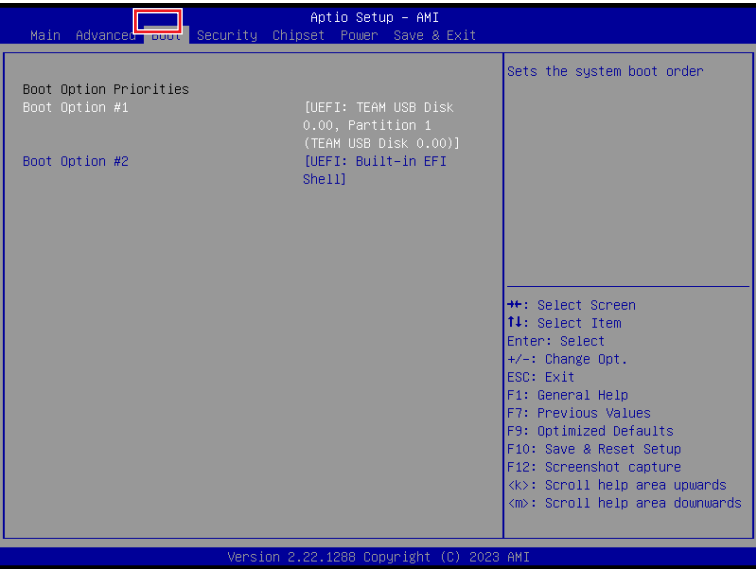 Aptio Setup – AMI
Main Advanced Boot Security Chipset Power Save & Exit
Boot Option Priorities
Boot Option #1 [UEFI: TEAM USB Disk
0.00, Partition 1
(TEAM USB Disk 0.00)]
Boot Option #2 [UEFI: Built-in EFI
Shell]
Sets the system boot order
→←: Select Screen
↑↓: Select Item
Enter: Select
+/-: Change Opt.
ESC: Exit
F1: General Help
F7: Previous Values
F9: Optimized Defaults
F10: Save & Reset Setup
F12: Screenshot capture
<k>: Scroll help area upwards
<m>: Scroll help area downwards
Version 2.22.1288 Copyright (C) 2023 AMI